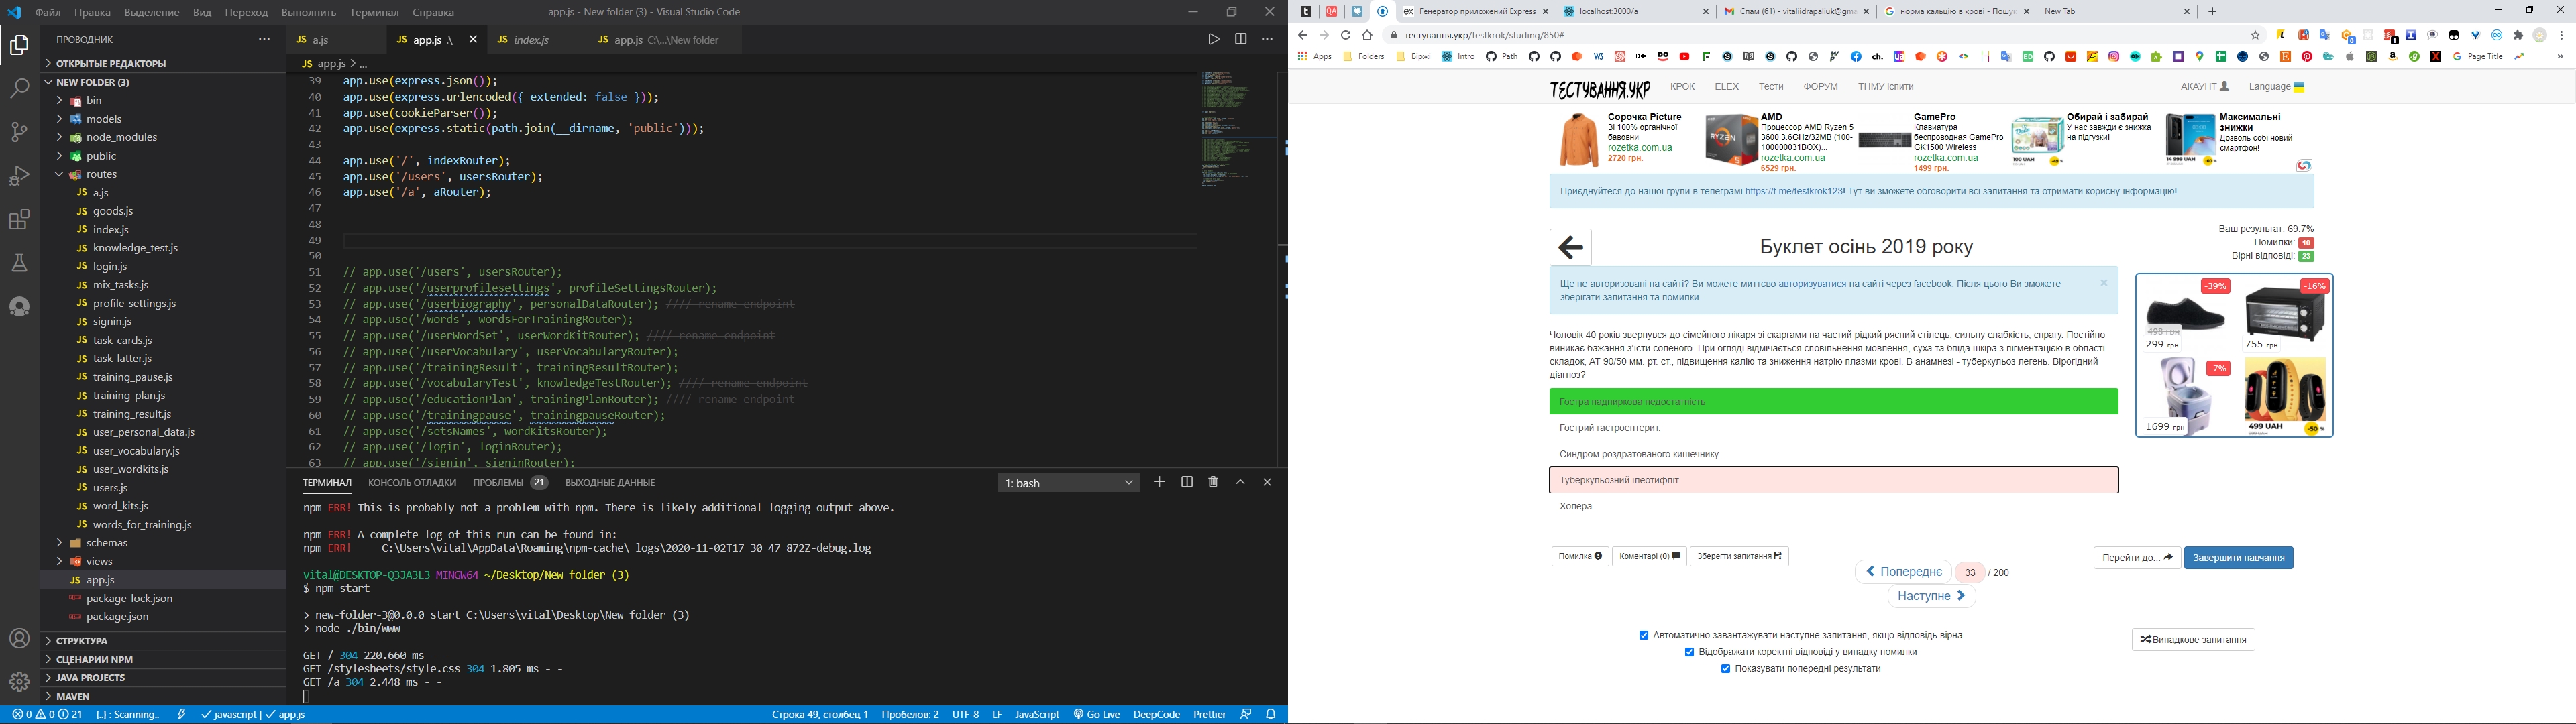 Файл Правка Выделение Вид Переход Выполнить Терминал Справка
app.js - New folder (3) - Visual Studio Code
ПРОВОДНИК
ОТКРЫТЫЕ РЕДАКТОРЫ
NEW FOLDER (3)
bin
models
node_modules
public
routes
JS a.js
JS goods.js
JS index.js
JS knowledge_test.js
JS login.js
JS mix_tasks.js
JS profile_settings.js
JS signin.js
JS task_cards.js
JS task_latter.js
JS training_pause.js
JS training_plan.js
JS training_result.js
JS user_personal_data.js
JS user_vocabulary.js
JS user_wordkits.js
JS users.js
JS word_kits.js
JS words_for_training.js
schemas
views
JS app.js
package-lock.json
package.json
СТРУКТУРА
СЦЕНАРИИ NPM
JAVA PROJECTS
MAVEN
JS a.js
JS app.js .\
JS index.js
JS app.js C:\...\New folder
JS app.js > ...
39 app.use(express.json());
40 app.use(express.urlencoded({ extended: false }));
41 app.use(cookieParser());
42 app.use(express.static(path.join(__dirname, 'public')));
43
44 app.use('/', indexRouter);
45 app.use('/users', usersRouter);
46 app.use('/a', aRouter);
47
48
49
50
51 // app.use('/users', usersRouter);
52 // app.use('/userprofilesettings', profileSettingsRouter);
53 // app.use('/userbiography', personalDataRouter); //// rename endpoint
54 // app.use('/words', wordsForTrainingRouter);
55 // app.use('/userWordSet', userWordKitRouter); //// rename endpoint
56 // app.use('/userVocabulary', userVocabularyRouter);
57 // app.use('/trainingResult', trainingResultRouter);
58 // app.use('/vocabularyTest', knowledgeTestRouter); //// rename endpoint
59 // app.use('/educationPlan', trainingPlanRouter); //// rename endpoint
60 // app.use('/trainingpause', trainingpauseRouter);
61 // app.use('/setsNames', wordKitsRouter);
62 // app.use('/login', loginRouter);
63 // app.use('/signin', signinRouter);
ТЕРМИНАЛ КОНСОЛЬ ОТЛАДКИ ПРОБЛЕМЫ 21 ВЫХОДНЫЕ ДАННЫЕ
1: bash
npm ERR! This is probably not a problem with npm. There is likely additional logging output above.
npm ERR! A complete log of this run can be found in:
npm ERR! C:\Users\vital\AppData\Roaming\npm-cache\_logs\2020-11-02T17_30_47_872Z-debug.log
vital@DESKTOP-Q3JA3L3 MINGW64 ~/Desktop/New folder (3)
$ npm start
> new-folder-3@0.0.0 start C:\Users\vital\Desktop\New folder (3)
> node ./bin/www
GET / 304 220.660 ms - -
GET /stylesheets/style.css 304 1.805 ms - -
GET /a 304 2.448 ms - -
0 0 21 {..} : Scanning.. javascript | app.js
Строка 49, столбец 1 Пробелов: 2 UTF-8 LF JavaScript Go Live DeepCode Prettier
Генератор приложений Express
localhost:3000/a
Спам (61) - vitaliidrapaliuk@gma
норма кальцію в крові - Пошук
New Tab
тестування.укр/testkrok/studing/850#
Apps Folders Біржі Intro Path Page Title
ТЕСТУВАННЯ.УКР
КРОК ELEX Тести ФОРУМ ТНМУ іспити
АКАУНТ Language
Сорочка Picture
Зі 100% органічної
бавовни
rozetka.com.ua
2720 грн.
AMD
Процессор AMD Ryzen 5
3600 3.6GHz/32MB (100-
100000031BOX)...
rozetka.com.ua
6529 грн.
GamePro
Клавиатура
беспроводная GamePro
GK1500 Wireless
rozetka.com.ua
1499 грн.
Обирай і забирай
У нас завжди є знижка
на підгузки!
Максимальні
знижки
Дозволь собі новий
смартфон!
Приєднуйтеся до нашої групи в телеграмі https://t.me/testkrok123! Тут ви зможете обговорити всі запитання та отримати корисну інформацію!
Буклет осінь 2019 року
Ваш результат: 69.7%
Помилки: 10
Вірні відповіді: 23
Ще не авторизовані на сайті? Ви можете миттєво авторизуватися на сайті через facebook. Після цього Ви зможете
зберігати запитання та помилки.
Чоловік 40 років звернувся до сімейного лікаря зі скаргами на частий рідкий рясний стілець, сильну слабкість, спрагу. Постійно
виникає бажання з'їсти соленого. При огляді відмічається сповільнення мовлення, суха та бліда шкіра з пігментацією в області
складок, АТ 90/50 мм. рт. ст., підвищення калію та зниження натрію плазми крові. В анамнезі - туберкульоз легень. Вірогідний
діагноз?
Гостра надниркова недостатність
Гострий гастроентерит.
Синдром роздратованого кишечнику
Туберкульозний ілеотифліт
Холера.
-39%
498 грн
299 грн
-16%
755 грн
-7%
1699 грн
499 UAH
-50 %
Помилка Коментарі (0) Зберегти запитання
Перейти до... Завершити навчання
Попереднє 33 / 200
Наступне
Автоматично завантажувати наступне запитання, якщо відповідь вірна
Відображати коректні відповіді у випадку помилки
Показувати попередні результати
Випадкове запитання